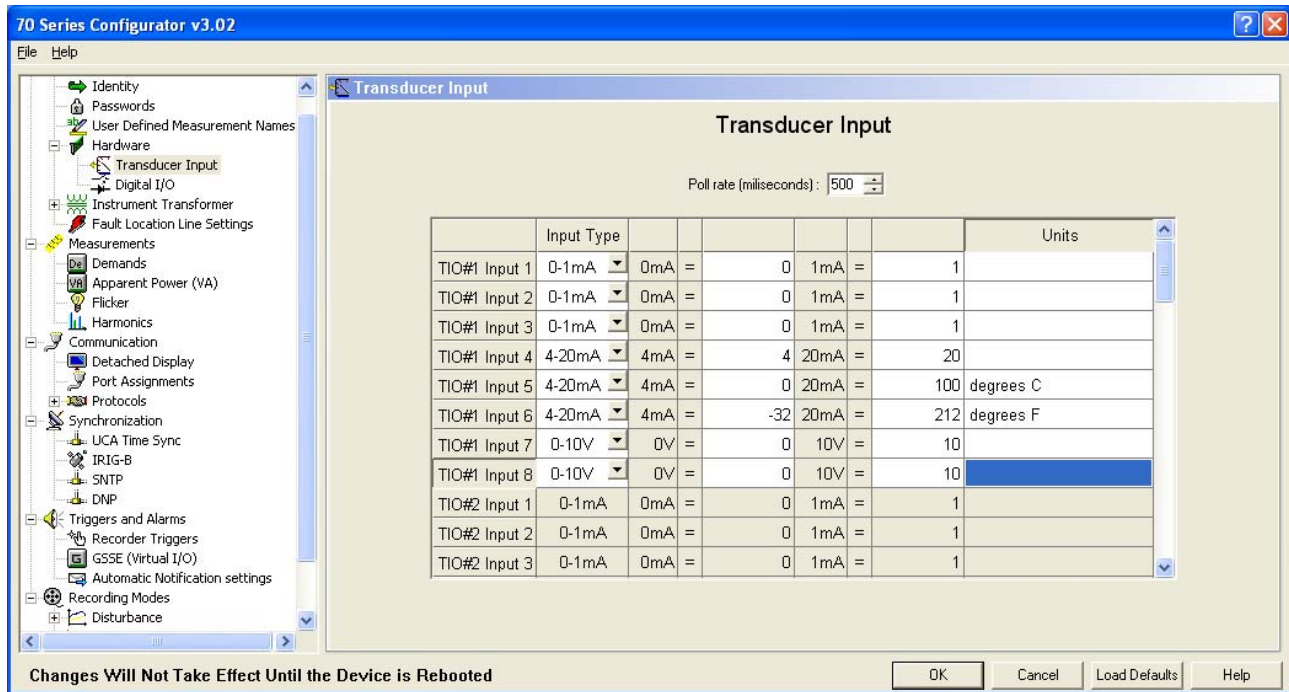 70 Series Configurator v3.02
File Help
Identity
Passwords
User Defined Measurement Names
Hardware
Transducer Input
Digital I/O
Instrument Transformer
Fault Location Line Settings
Measurements
De Demands
VA Apparent Power (VA)
Flicker
Harmonics
Communication
Detached Display
Port Assignments
Protocols
Synchronization
UCA Time Sync
IRIG-B
SNTP
DNP
Triggers and Alarms
Recorder Triggers
G GSSE (Virtual I/O)
Automatic Notification settings
Recording Modes
Disturbance
Transducer Input
Transducer Input
Poll rate (miliseconds) : 500
Input Type Units
TIO#1 Input 1 0-1mA 0mA = 0 1mA = 1
TIO#1 Input 2 0-1mA 0mA = 0 1mA = 1
TIO#1 Input 3 0-1mA 0mA = 0 1mA = 1
TIO#1 Input 4 4-20mA 4mA = 4 20mA = 20
TIO#1 Input 5 4-20mA 4mA = 0 20mA = 100 degrees C
TIO#1 Input 6 4-20mA 4mA = -32 20mA = 212 degrees F
TIO#1 Input 7 0-10V 0V = 0 10V = 10
TIO#1 Input 8 0-10V 0V = 0 10V = 10
TIO#2 Input 1 0-1mA 0mA = 0 1mA = 1
TIO#2 Input 2 0-1mA 0mA = 0 1mA = 1
TIO#2 Input 3 0-1mA 0mA = 0 1mA = 1
Changes Will Not Take Effect Until the Device is Rebooted
OK Cancel Load Defaults Help